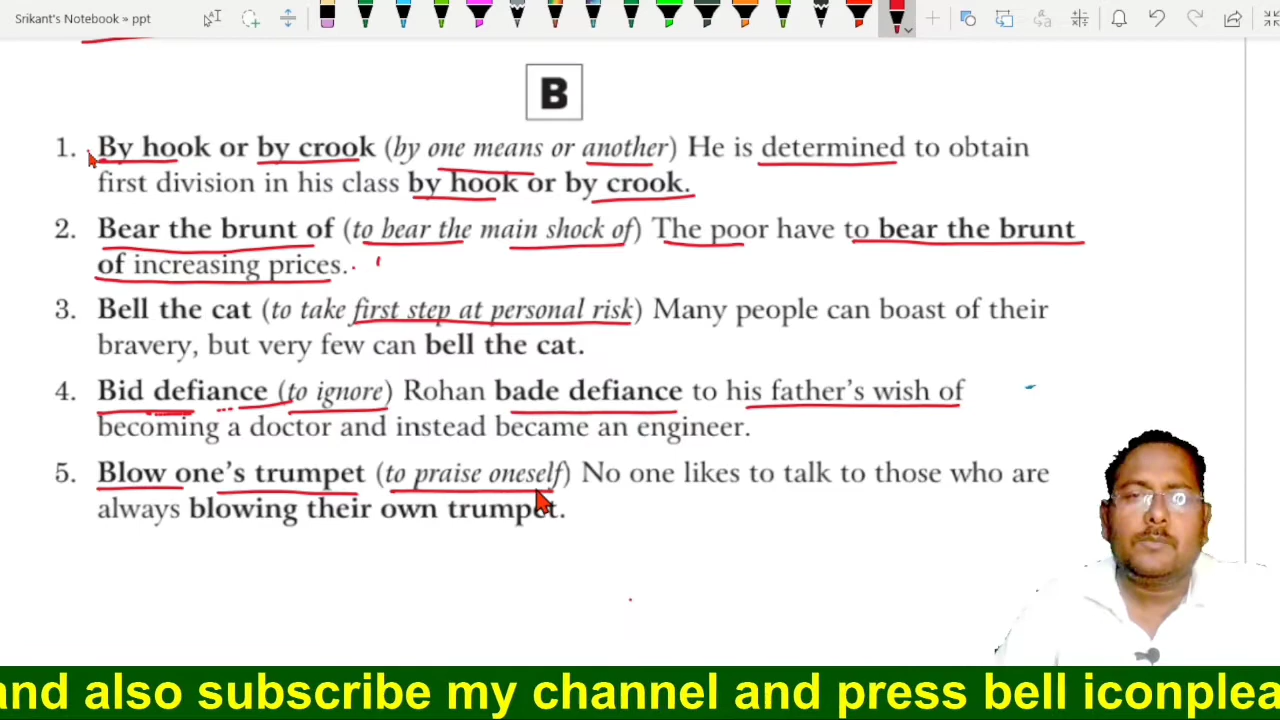 Srikant's Notebook » ppt
B
1. By hook or by crook (by one means or another) He is determined to obtain
first division in his class by hook or by crook.
2. Bear the brunt of (to bear the main shock of) The poor have to bear the brunt
of increasing prices.
3. Bell the cat (to take first step at personal risk) Many people can boast of their
bravery, but very few can bell the cat.
4. Bid defiance (to ignore) Rohan bade defiance to his father's wish of
becoming a doctor and instead became an engineer.
5. Blow one's trumpet (to praise oneself) No one likes to talk to those who are
always blowing their own trumpet.
and also subscribe my channel and press bell iconplea